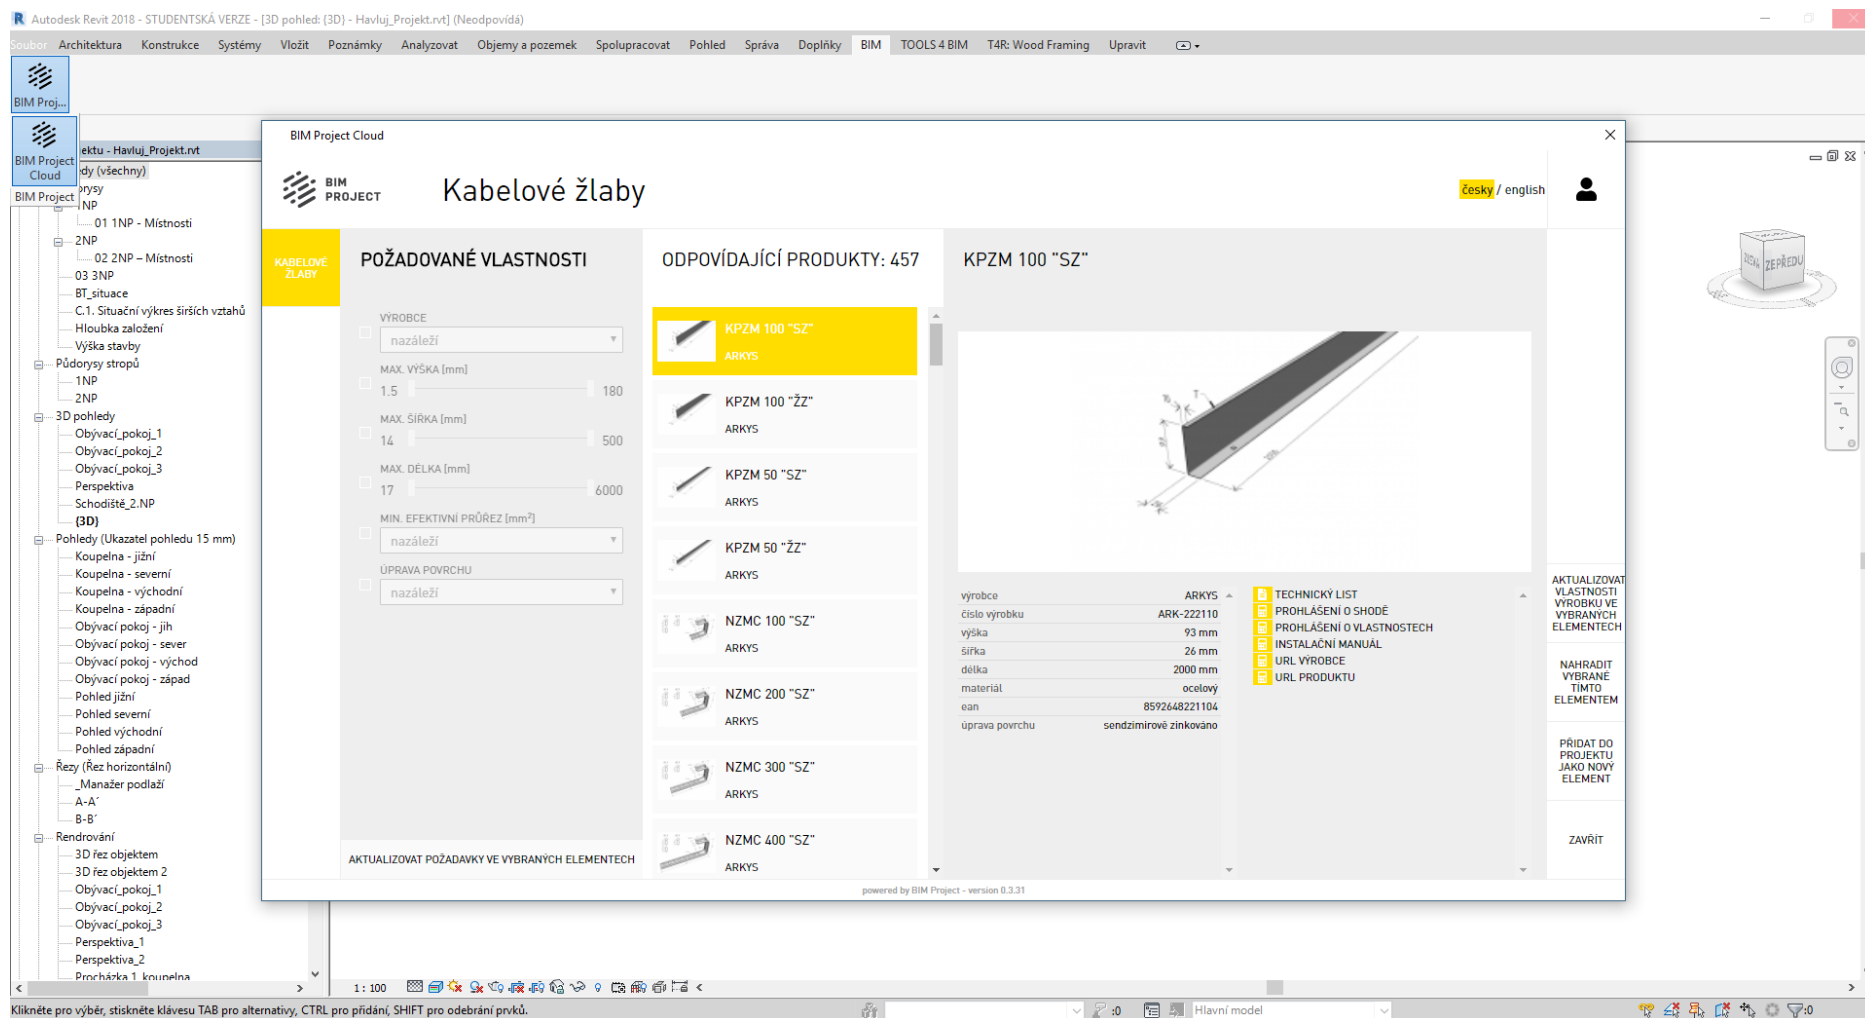 Autodesk Revit 2018 - STUDENTSKÁ VERZE - [3D pohled: {3D} - Havluj_Projekt.rvt] (Neodpovídá)
Soubor Architektura Konstrukce Systémy Vložit Poznámky Analyzovat Objemy a pozemek Spolupracovat Pohled Správa Doplňky BIM TOOLS 4 BIM T4R: Wood Framing Upravit
BIM Proj...
BIM Project
Cloud
BIM Project
ektu - Havluj_Projekt.rvt
edy (všechny)
orysy
1NP
01 1NP - Místnosti
2NP
02 2NP – Místnosti
03 3NP
BT_situace
C.1. Situační výkres širších vztahů
Hloubka založení
Výška stavby
Půdorysy stropů
1NP
2NP
3D pohledy
Obývací_pokoj_1
Obývací_pokoj_2
Obývací_pokoj_3
Perspektiva
Schodiště_2.NP
{3D}
Pohledy (Ukazatel pohledu 15 mm)
Koupelna - jižní
Koupelna - severní
Koupelna - východní
Koupelna - západní
Obývací pokoj - jih
Obývací pokoj - sever
Obývací pokoj - východ
Obývací pokoj - západ
Pohled jižní
Pohled severní
Pohled východní
Pohled západní
Řezy (Řez horizontální)
_Manažer podlaží
A-A´
B-B´
Rendrování
3D řez objektem
3D řez objektem 2
Obývací_pokoj_1
Obývací_pokoj_2
Obývací_pokoj_3
Perspektiva_1
Perspektiva_2
Procházka 1_koupelna
BIM Project Cloud
BIM
PROJECT
Kabelové žlaby
česky / english
KABELOVÉ
ŽLABY
POŽADOVANÉ VLASTNOSTI
VÝROBCE
nazáleží
MAX. VÝŠKA [mm]
1.5 180
MAX. ŠÍŘKA [mm]
14 500
MAX. DÉLKA [mm]
17 6000
MIN. EFEKTIVNÍ PRŮŘEZ [mm²]
nazáleží
ÚPRAVA POVRCHU
nazáleží
AKTUALIZOVAT POŽADAVKY VE VYBRANÝCH ELEMENTECH
ODPOVÍDAJÍCÍ PRODUKTY: 457
KPZM 100 "SZ"
ARKYS
KPZM 100 "ŽZ"
ARKYS
KPZM 50 "SZ"
ARKYS
KPZM 50 "ŽZ"
ARKYS
NZMC 100 "SZ"
ARKYS
NZMC 200 "SZ"
ARKYS
NZMC 300 "SZ"
ARKYS
NZMC 400 "SZ"
ARKYS
KPZM 100 "SZ"
výrobce ARKYS
číslo výrobku ARK-222110
výška 93 mm
šířka 26 mm
délka 2000 mm
materiál ocelový
ean 8592648221104
úprava povrchu sendzimirově zinkováno
TECHNICKÝ LIST
PROHLÁŠENÍ O SHODĚ
PROHLÁŠENÍ O VLASTNOSTECH
INSTALAČNÍ MANUÁL
URL VÝROBCE
URL PRODUKTU
AKTUALIZOVAT
VLASTNOSTI
VÝROBKU VE
VYBRANÝCH
ELEMENTECH
NAHRADIT
VYBRANÉ
TÍMTO
ELEMENTEM
PŘIDAT DO
PROJEKTU
JAKO NOVÝ
ELEMENT
ZAVŘÍT
powered by BIM Project - version 0.3.31
ZEPŘEDU
1 : 100
Klikněte pro výběr, stiskněte klávesu TAB pro alternativy, CTRL pro přidání, SHIFT pro odebrání prvků.
:0
Hlavní model
:0